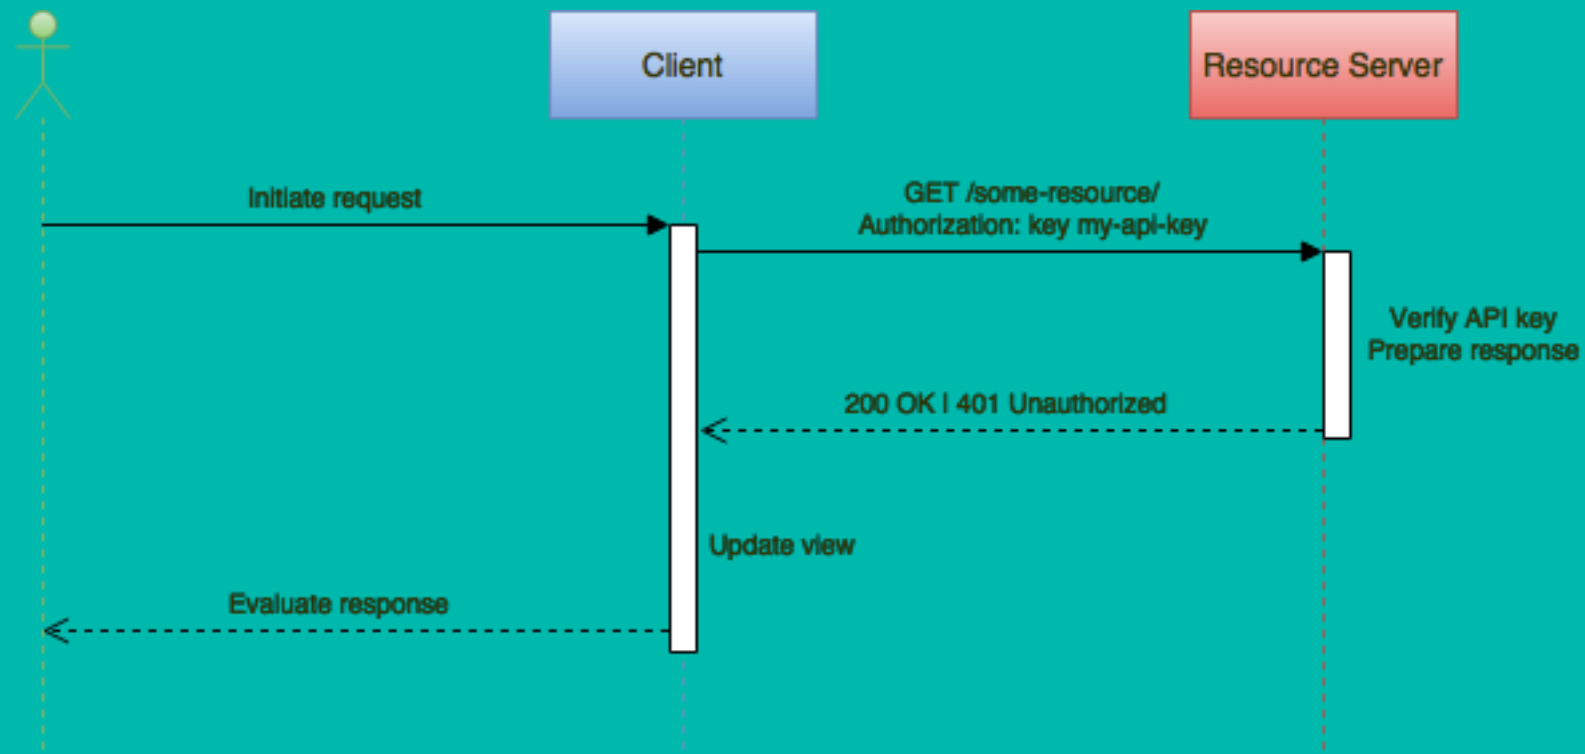 Client
Resource Server
Initiate request
GET /some-resource/
Authorization: key my-api-key
Verify API key
Prepare response
200 OK | 401 Unauthorized
Update view
Evaluate response